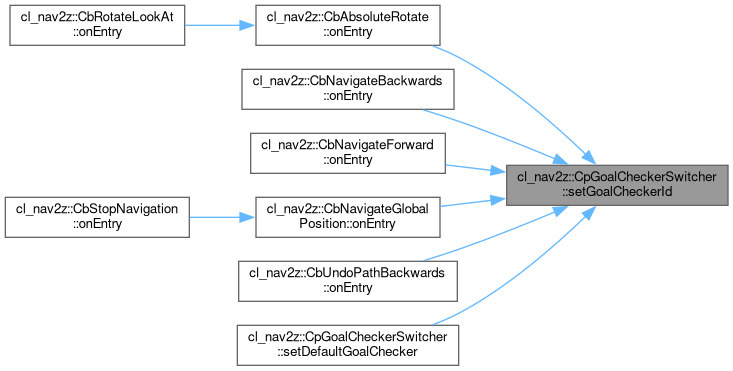 cl_nav2z::CbRotateLookAt
::onEntry
cl_nav2z::CbAbsoluteRotate
::onEntry
cl_nav2z::CbNavigateBackwards
::onEntry
cl_nav2z::CbNavigateForward
::onEntry
cl_nav2z::CpGoalCheckerSwitcher
::setGoalCheckerId
cl_nav2z::CbStopNavigation
::onEntry
cl_nav2z::CbNavigateGlobal
Position::onEntry
cl_nav2z::CbUndoPathBackwards
::onEntry
cl_nav2z::CpGoalCheckerSwitcher
::setDefaultGoalChecker